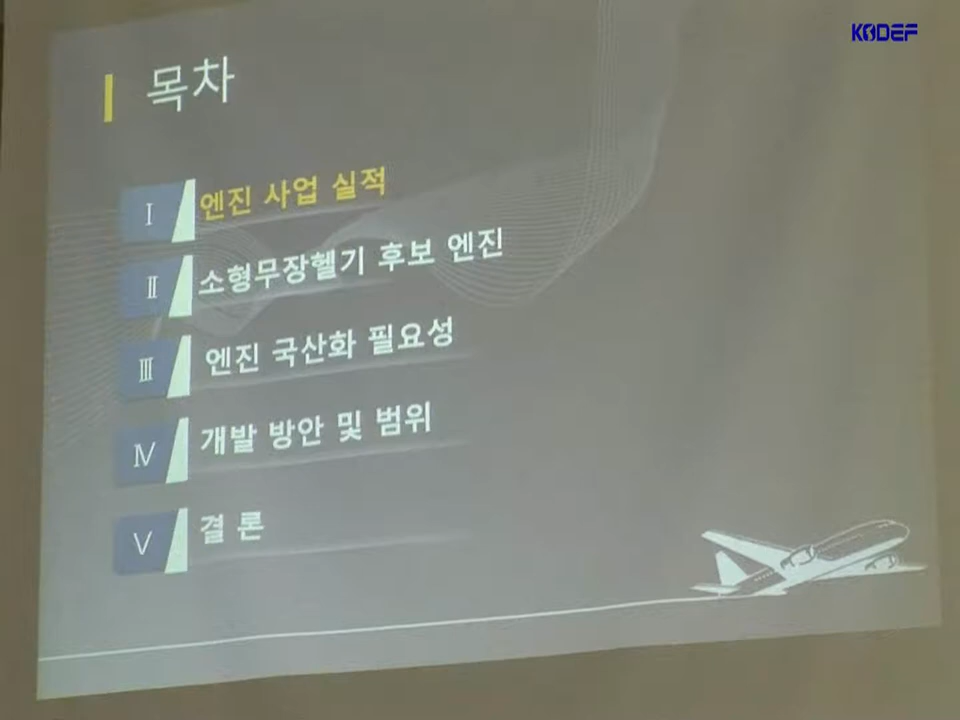 KODEF
목차
Ⅰ 엔진 사업 실적
Ⅱ 소형무장헬기 후보 엔진
Ⅲ 엔진 국산화 필요성
Ⅳ 개발 방안 및 범위
Ⅴ 결 론